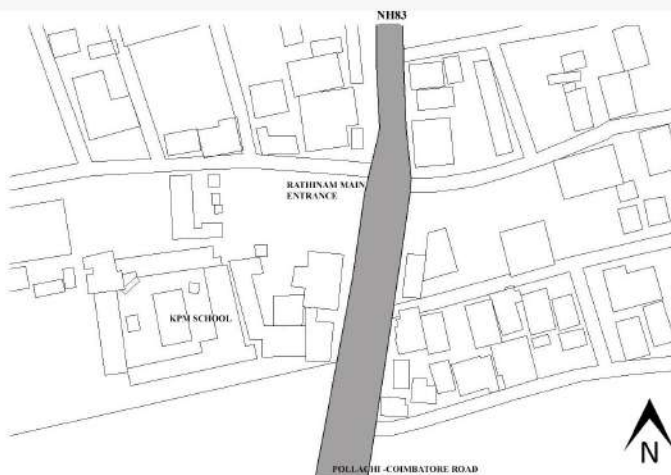 NH83
RATHINAM MAIN
ENTRANCE
KPM SCHOOL
POLLACHI -COIMBATORE ROAD
N